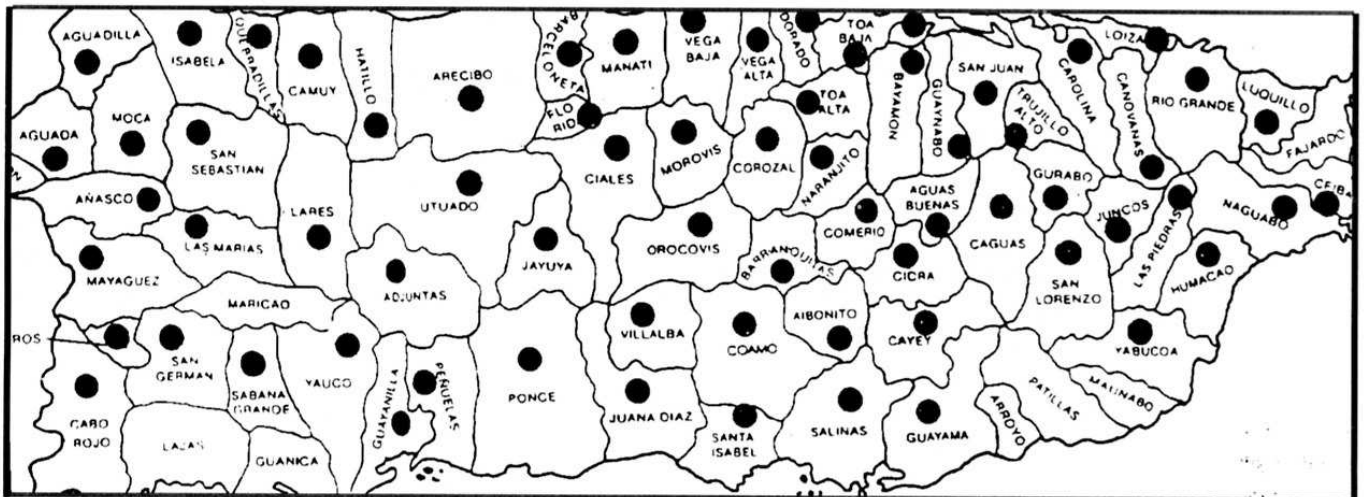 AGUADILLA
ISABELA
QUEBRADILLAS
CAMUY
HATILLO
ARECIBO
BARCELONETA
MANATI
VEGA
BAJA
VEGA
ALTA
DORADO
TOA
BAJA
BAYAMON
GUAYNABO
SAN JUAN
TRUJILLO
ALTO
CAROLINA
CANOVANAS
LOIZA
RIO GRANDE
LUQUILLO
FAJARDO
CEIBA
AGUADA
MOCA
SAN
SEBASTIAN
FLO
RID
TOA
ALTA
CIALES
MOROVIS
COROZAL
NARANJITO
AGUAS
BUENAS
GURABO
JUNCOS
LAS PIEDRAS
NAGUABO
AÑASCO
LARES
UTUADO
LAS MARIAS
JAYUYA
OROCOVIS
BARRANQUITAS
COMERIO
CIDRA
CAGUAS
SAN
LORENZO
HUMACAO
MAYAGUEZ
MARICAO
ADJUNTAS
VILLALBA
COAMO
AIBONITO
CAYEY
YABUCOA
ROS
SAN
GERMAN
SABANA
GRANDE
YAUCO
GUAYANILLA
PEÑUELAS
PONCE
JUANA DIAZ
SANTA
ISABEL
SALINAS
GUAYAMA
ARROYO
PATILLAS
MAUNABO
CABO
ROJO
LAJAS
GUANICA